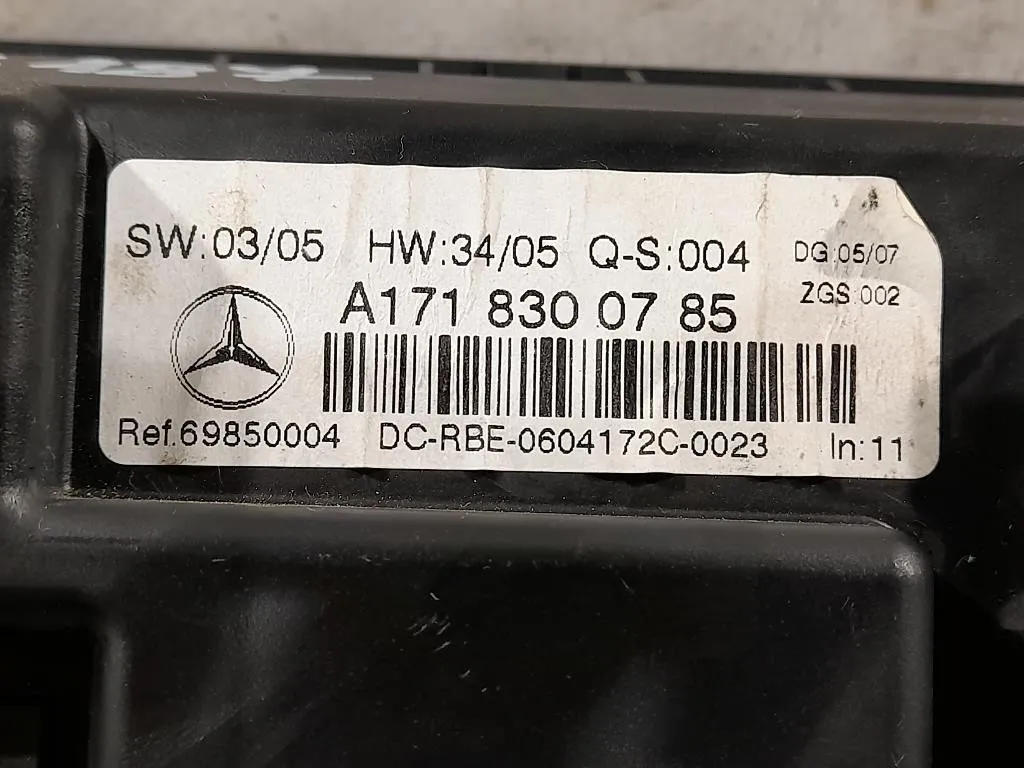 SW:03/05 HW:34/05 Q-S:004 DG:05/07
ZGS:002
A171 830 07 85
Ref.69850004 DC-RBE-0604172C-0023 In:11